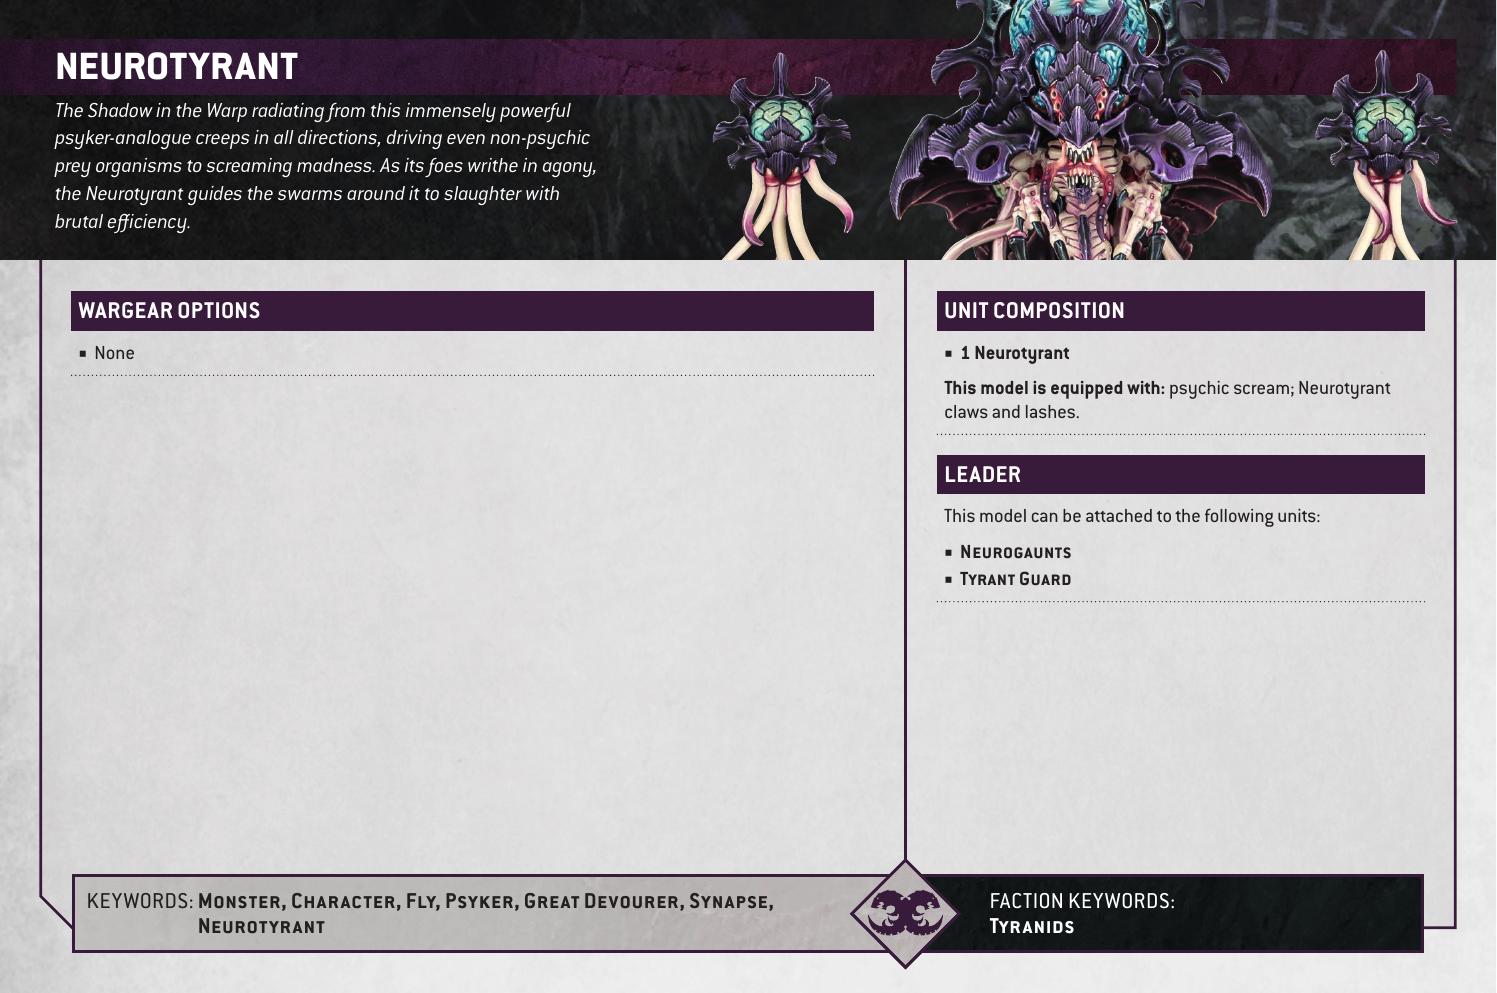 NEUROTYRANT
The Shadow in the Warp radiating from this immensely powerful
psyker-analogue creeps in all directions, driving even non-psychic
prey organisms to screaming madness. As its foes writhe in agony,
the Neurotyrant guides the swarms around it to slaughter with
brutal efficiency.
WARGEAR OPTIONS
▪ None
UNIT COMPOSITION
▪ 1 Neurotyrant
This model is equipped with: psychic scream; Neurotyrant
claws and lashes.
LEADER
This model can be attached to the following units:
▪ Neurogaunts
▪ Tyrant Guard
KEYWORDS: Monster, Character, Fly, Psyker, Great Devourer, Synapse,
Neurotyrant
FACTION KEYWORDS:
Tyranids